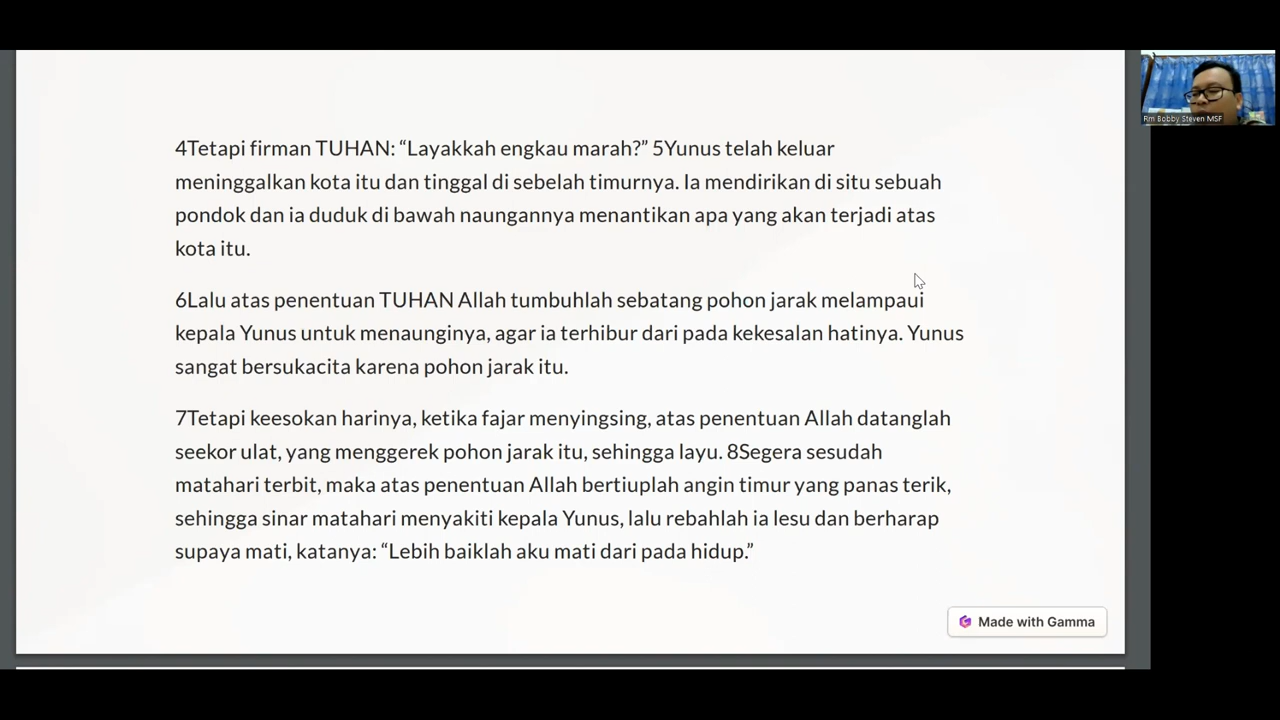 Rm Bobby Steven MSF
4Tetapi firman TUHAN: “Layakkah engkau marah?” 5Yunus telah keluar
meninggalkan kota itu dan tinggal di sebelah timurnya. Ia mendirikan di situ sebuah
pondok dan ia duduk di bawah naungannya menantikan apa yang akan terjadi atas
kota itu.
6Lalu atas penentuan TUHAN Allah tumbuhlah sebatang pohon jarak melampaui
kepala Yunus untuk menaunginya, agar ia terhibur dari pada kekesalan hatinya. Yunus
sangat bersukacita karena pohon jarak itu.
7Tetapi keesokan harinya, ketika fajar menyingsing, atas penentuan Allah datanglah
seekor ulat, yang menggerek pohon jarak itu, sehingga layu. 8Segera sesudah
matahari terbit, maka atas penentuan Allah bertiuplah angin timur yang panas terik,
sehingga sinar matahari menyakiti kepala Yunus, lalu rebahlah ia lesu dan berharap
supaya mati, katanya: “Lebih baiklah aku mati dari pada hidup.”
Made with Gamma